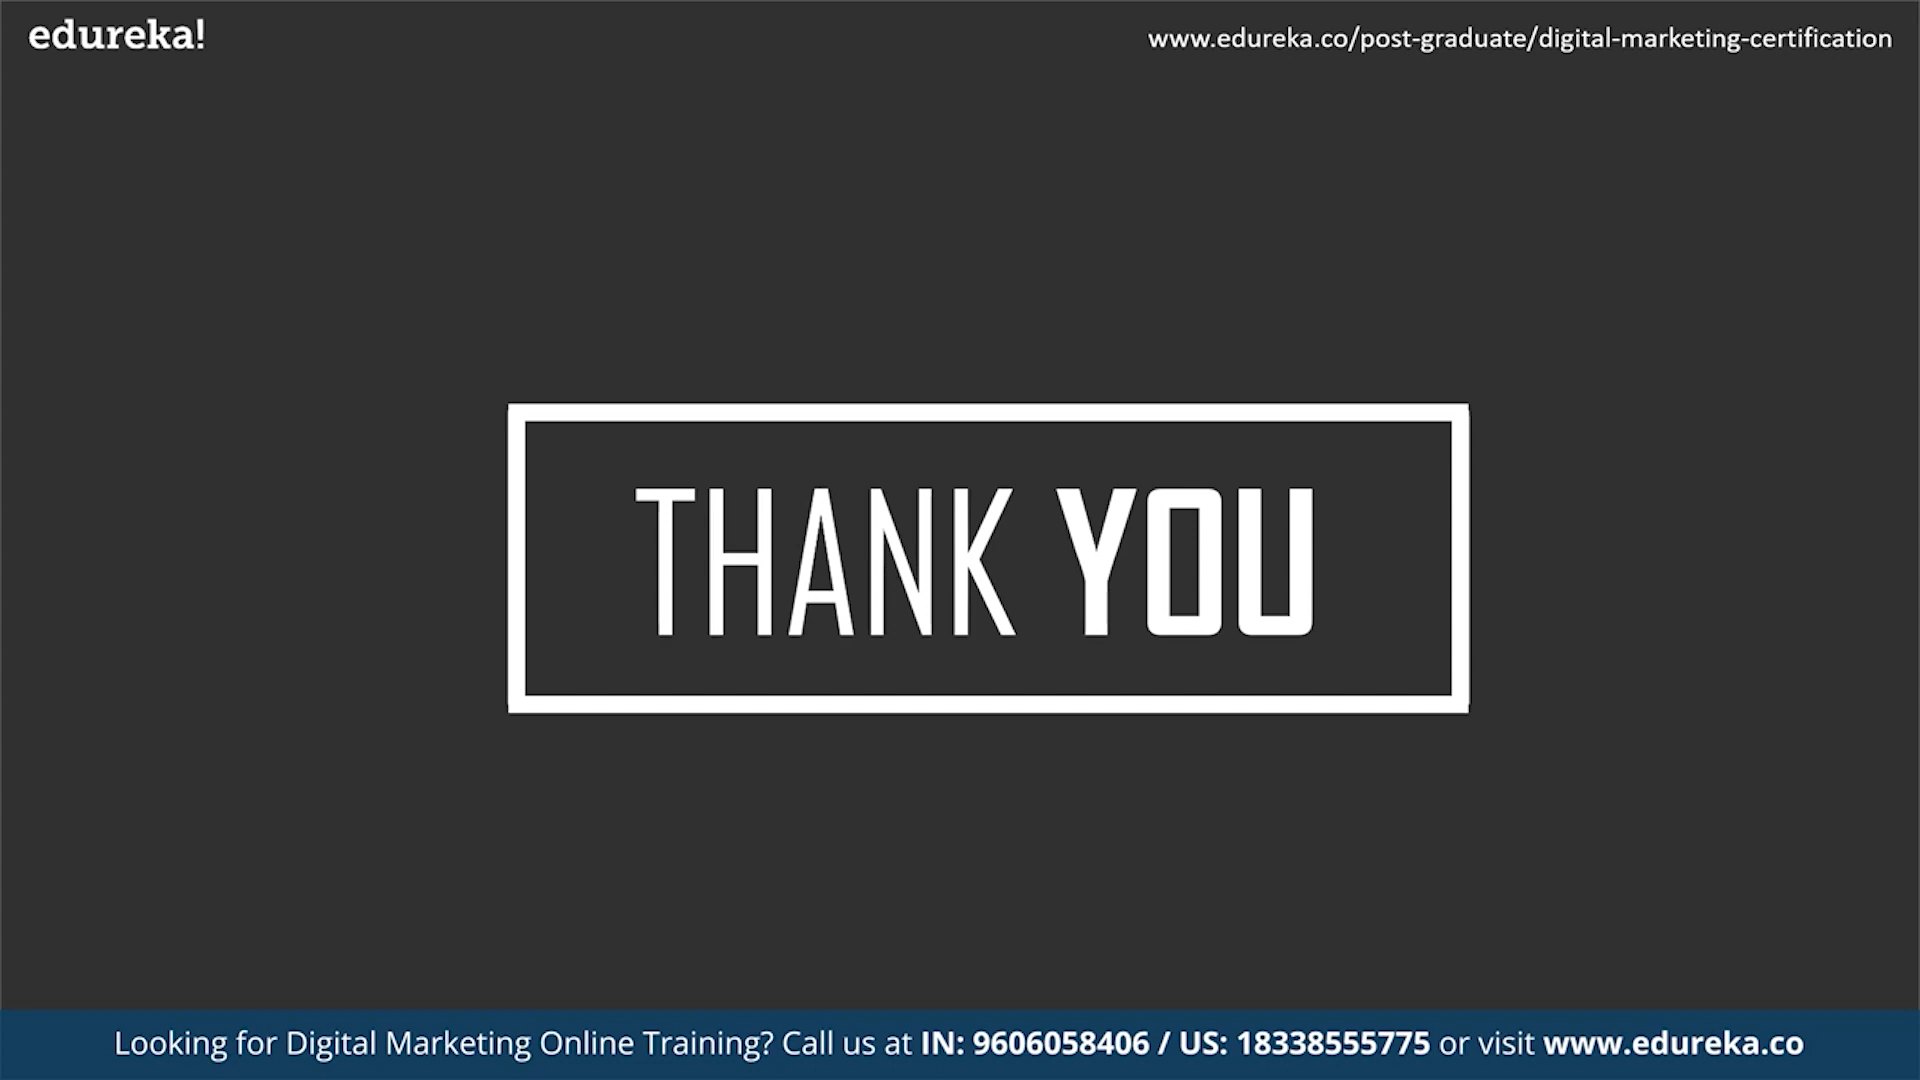 edureka!
www.edureka.co/post-graduate/digital-marketing-certification
THANK YOU
Looking for Digital Marketing Online Training? Call us at IN: 9606058406 / US: 18338555775 or visit www.edureka.co